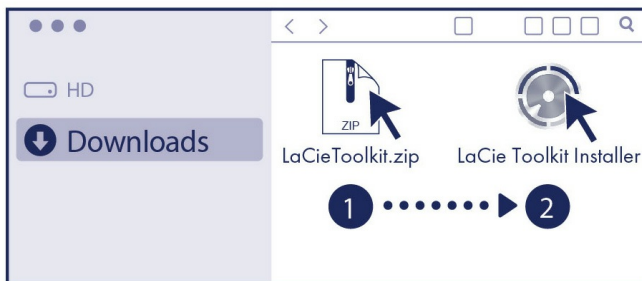 HD
Downloads
ZIP
LaCieToolkit.zip
LaCie Toolkit Installer
1
2